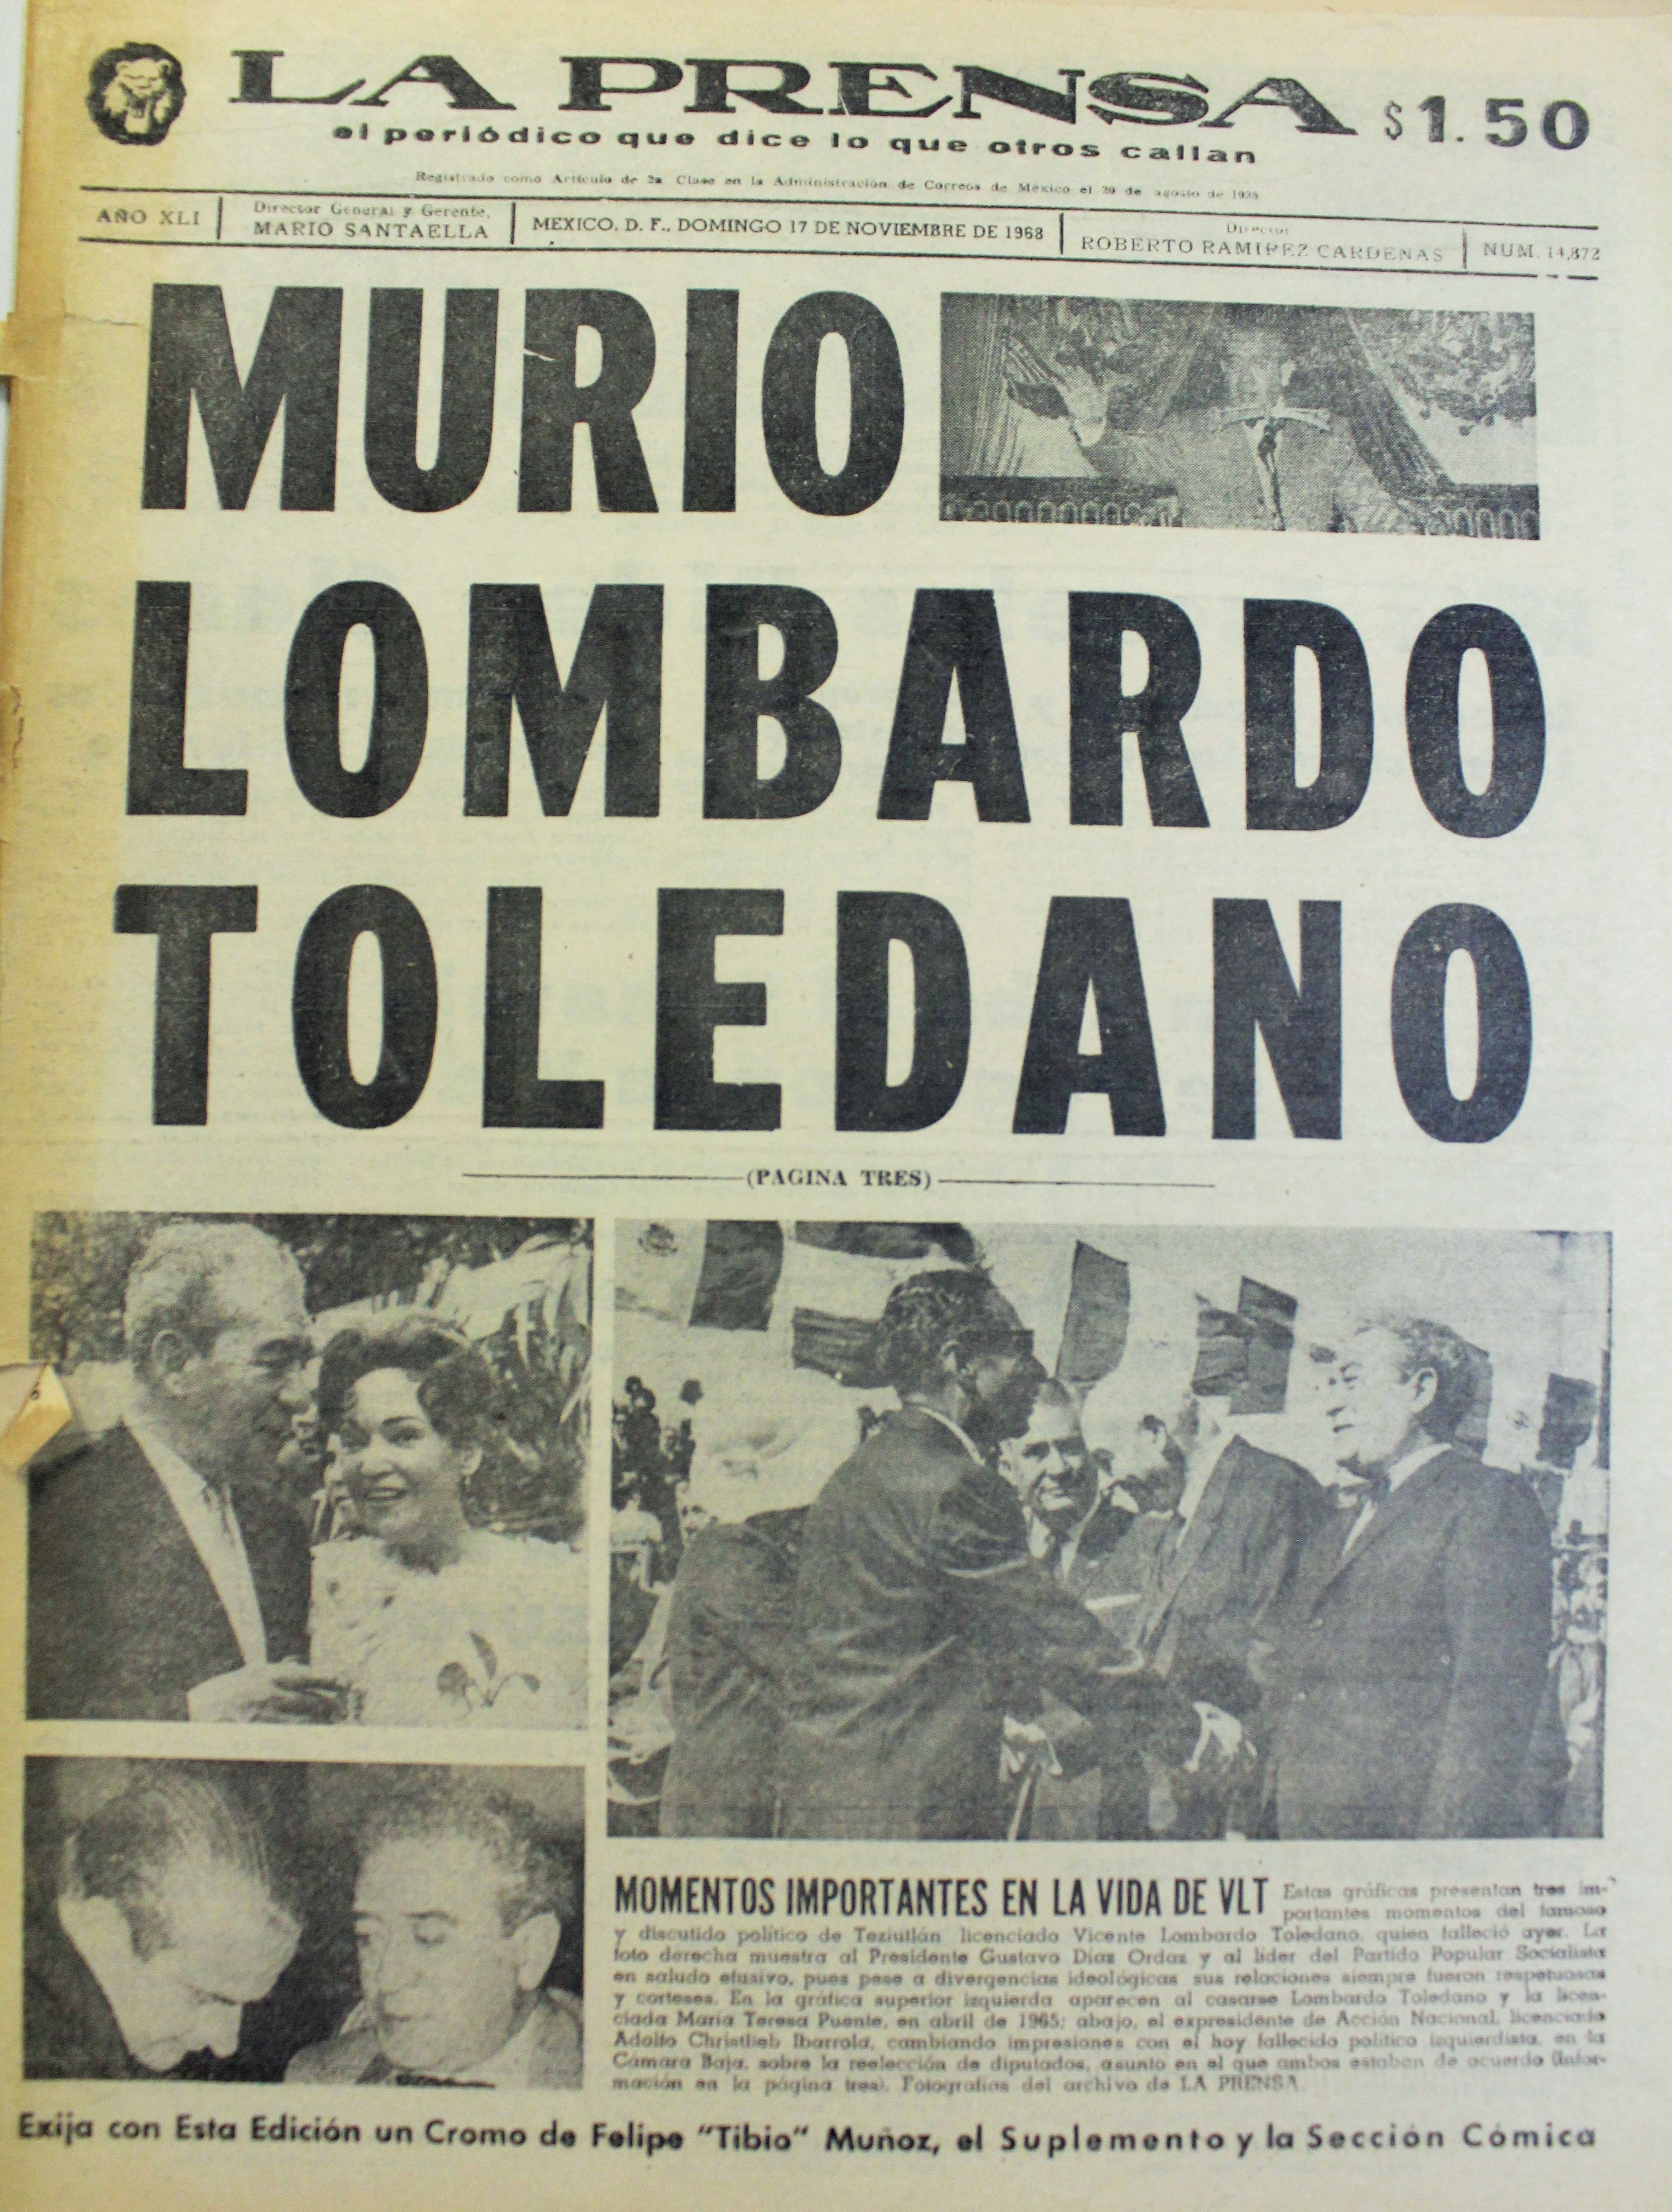 LA PRENSA $1.50
el periódico que dice lo que otros callan
Registrado como Artículo de 2a Clase en la Administración de Correos de México el 20 de agosto de 1935
AÑO XLI
Director General y Gerente,
MARIO SANTAELLA
MEXICO, D. F., DOMINGO 17 DE NOVIEMBRE DE 1968
Director
ROBERTO RAMIREZ CARDENAS
NUM. 14,872
MURIO
LOMBARDO
TOLEDANO
(PAGINA TRES)
MOMENTOS IMPORTANTES EN LA VIDA DE VLT Estas gráficas presentan tres im-
portantes momentos del famoso
y discutido político de Teziutlán licenciado Vicente Lombardo Toledano, quien falleció ayer. La
foto derecha muestra al Presidente Gustavo Díaz Ordaz y al líder del Partido Popular Socialista
en saludo efusivo, pues pese a divergencias ideológicas sus relaciones siempre fueron respetuosas
y corteses. En la gráfica superior izquierda aparecen al casarse Lombardo Toledano y la licen-
ciada María Teresa Puente, en abril de 1965; abajo, el expresidente de Acción Nacional, licenciado
Adolfo Christlieb Ibarrola, cambiando impresiones con el hoy fallecido político izquierdista, en la
Cámara Baja, sobre la reelección de diputados, asunto en el que ambos estaban de acuerdo (Infor-
mación en la página tres). Fotografías del archivo de LA PRENSA
Exija con Esta Edición un Cromo de Felipe "Tibio" Muñoz, el Suplemento y la Sección Cómica